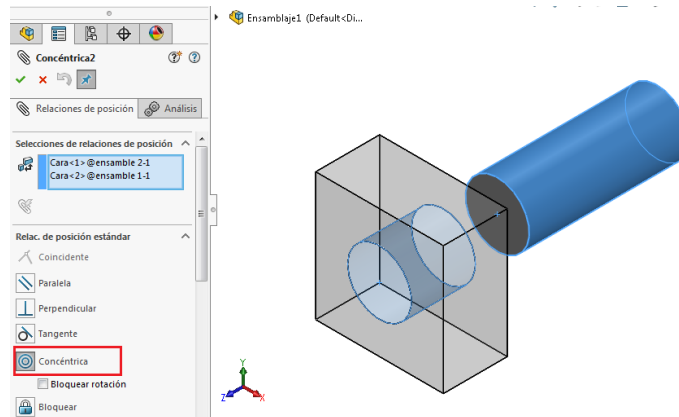 Ensamblaje1 (Default<Di...
Concéntrica2
Relaciones de posición
Análisis
Selecciones de relaciones de posición
Cara<1>@ensamble 2-1
Cara<2>@ensamble 1-1
Relac. de posición estándar
Coincidente
Paralela
Perpendicular
Tangente
Concéntrica
Bloquear rotación
Bloquear
Y
Z
X